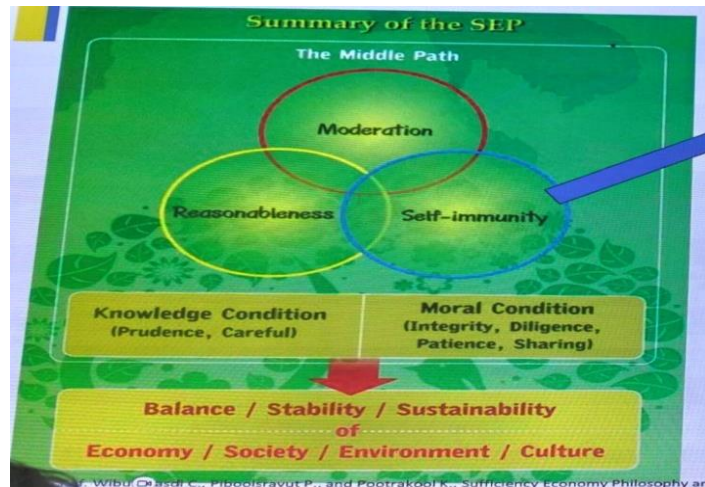 Summary of the SEP
The Middle Path
Moderation
Reasonableness
Self-immunity
Knowledge Condition
(Prudence, Careful)
Moral Condition
(Integrity, Diligence,
Patience, Sharing)
Balance / Stability / Sustainability
of
Economy / Society / Environment / Culture
C., Piboolsravut P., and Pootrakool K., Sufficiency Economy Philosophy